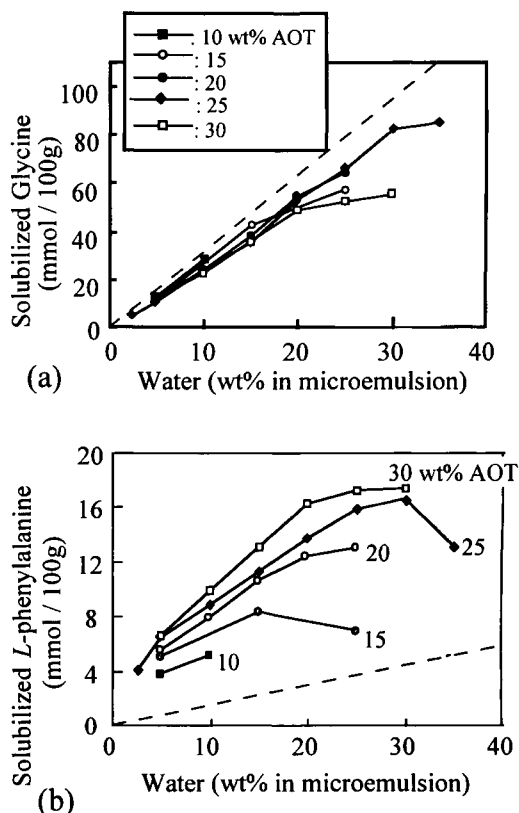 : 10 wt% AOT
: 15
: 20
: 25
: 30
100
80
60
40
20
0
Solubilized Glycine
(mmol / 100g)
0 10 20 30 40
Water (wt% in microemulsion)
(a)
20
16
12
8
4
0
Solubilized L-phenylalanine
(mmol / 100g)
30 wt% AOT
25
20
15
10
0 10 20 30 40
Water (wt% in microemulsion)
(b)